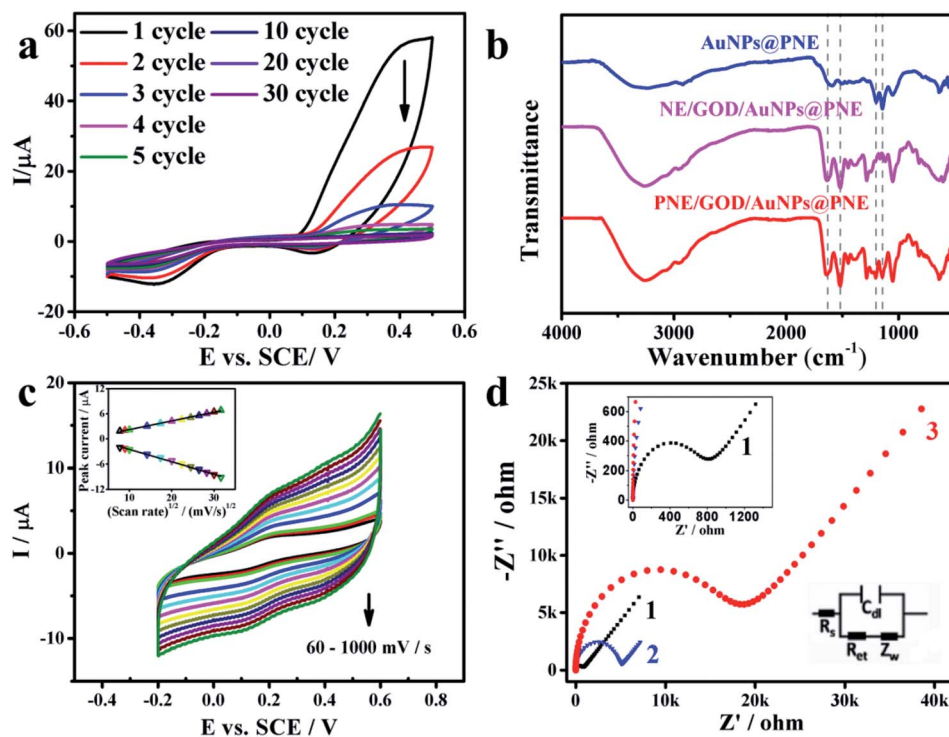 a
1 cycle 10 cycle
2 cycle 20 cycle
3 cycle 30 cycle
4 cycle
5 cycle
60
40
20
0
-20
I/μA
-0.6 -0.4 -0.2 0.0 0.2 0.4 0.6
E vs. SCE/ V
b
AuNPs@PNE
NE/GOD/AuNPs@PNE
PNE/GOD/AuNPs@PNE
Transmittance
4000 3000 2000 1000
Wavenumber (cm-1)
c
20
15
10
5
0
-5
-10
-15
I / μA
12
6
0
-6
-12
Peak current / μA
10 15 20 25 30
(Scan rate)1/2 / (mV/s)1/2
60 - 1000 mV / s
-0.4 -0.2 0.0 0.2 0.4 0.6 0.8
E vs. SCE / V
d
25k
20k
15k
10k
5k
0
-Z'' / ohm
600
400
200
0
-Z'' / ohm
1
0 400 800 1200
Z' / ohm
3
1
2
Cdl
Rs
Ret Zw
0 10k 20k 30k 40k
Z' / ohm